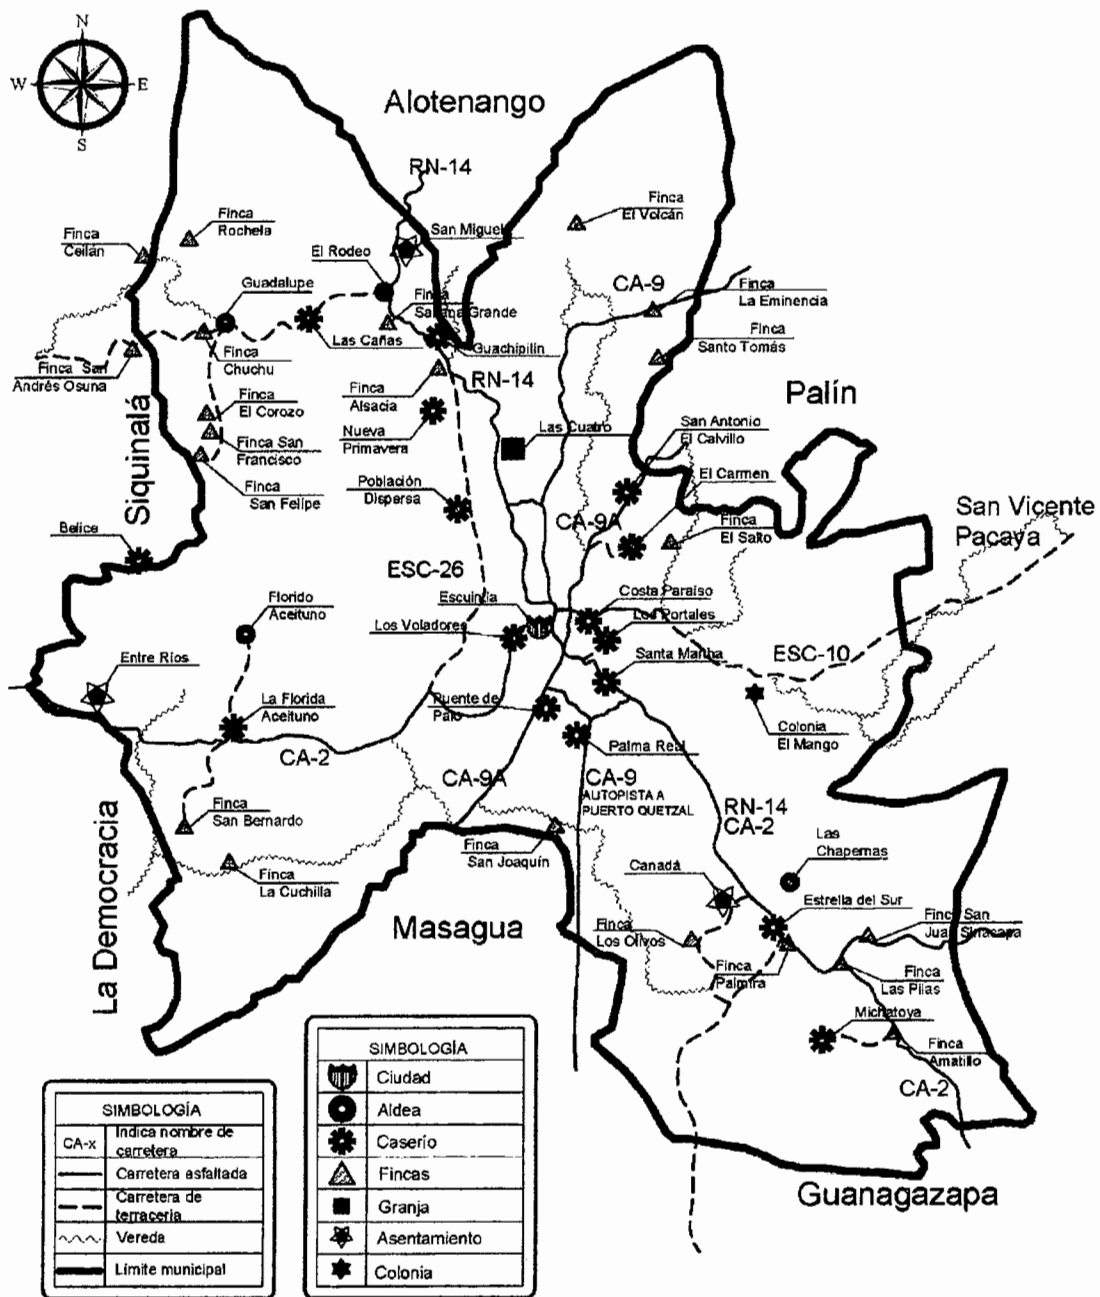 N
W
E
S
Alotenango
RN-14
Finca
El Volcán
Finca
Rochela
San Miguel
Finca
Ceilán
El Rodeo
CA-9
Guadalupe
Finca
La Eminencia
Finca
Sabana Grande
Las Cañas
Guachipilín
Finca
Santo Tomás
Finca
Chuchu
Finca San
Andrés Osuna
RN-14
Finca
Alsacia
Palín
Finca
El Corozo
Siquinalá
Nueva
Primavera
Las Cuatro
San Antonio
El Calvillo
Finca San
Francisco
El Carmen
Finca
San Felipe
Población
Dispersa
San Vicente
Pacaya
Belice
CA-9A
Finca
El Salto
ESC-26
Florido
Aceituno
Escuintla
Costa Paraíso
Los Voladores
Los Portales
Entre Ríos
Santa Martha
ESC-10
La Florida
Aceituno
Puente de
Palo
Colonia
El Mango
CA-2
Palma Real
CA-9A
CA-9
AUTOPISTA A
PUERTO QUETZAL
Finca
San Bernardo
RN-14
CA-2
La Democracia
Finca
San Joaquín
Las
Chapernas
Finca
La Cuchilla
Canadá
Estrella del Sur
Masagua
Finca
Los Olivos
Finca San
Juan Sinacapa
Finca
Palmira
Finca
Las Pilas
Michatoya
Finca
Amatillo
CA-2
Guanagazapa
SIMBOLOGÍA
CA-x
Indica nombre de
carretera
Carretera asfaltada
Carretera de
terracería
Vereda
Límite municipal
SIMBOLOGÍA
Ciudad
Aldea
Caserío
Fincas
Granja
Asentamiento
Colonia